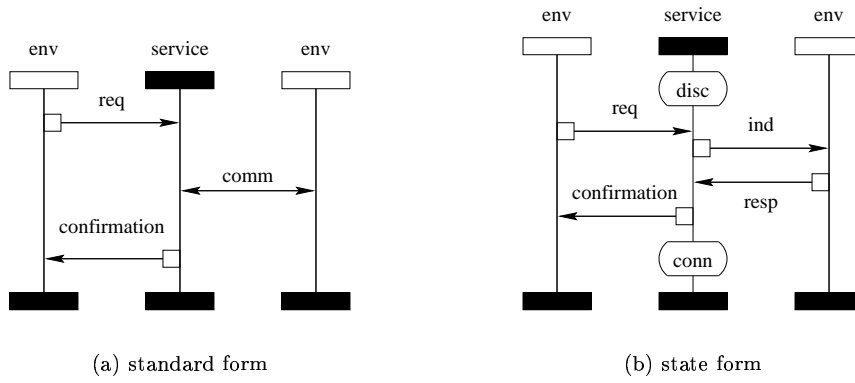 env service env
req
comm
confirmation
(a) standard form
env service env
disc
req
ind
confirmation
resp
conn
(b) state form